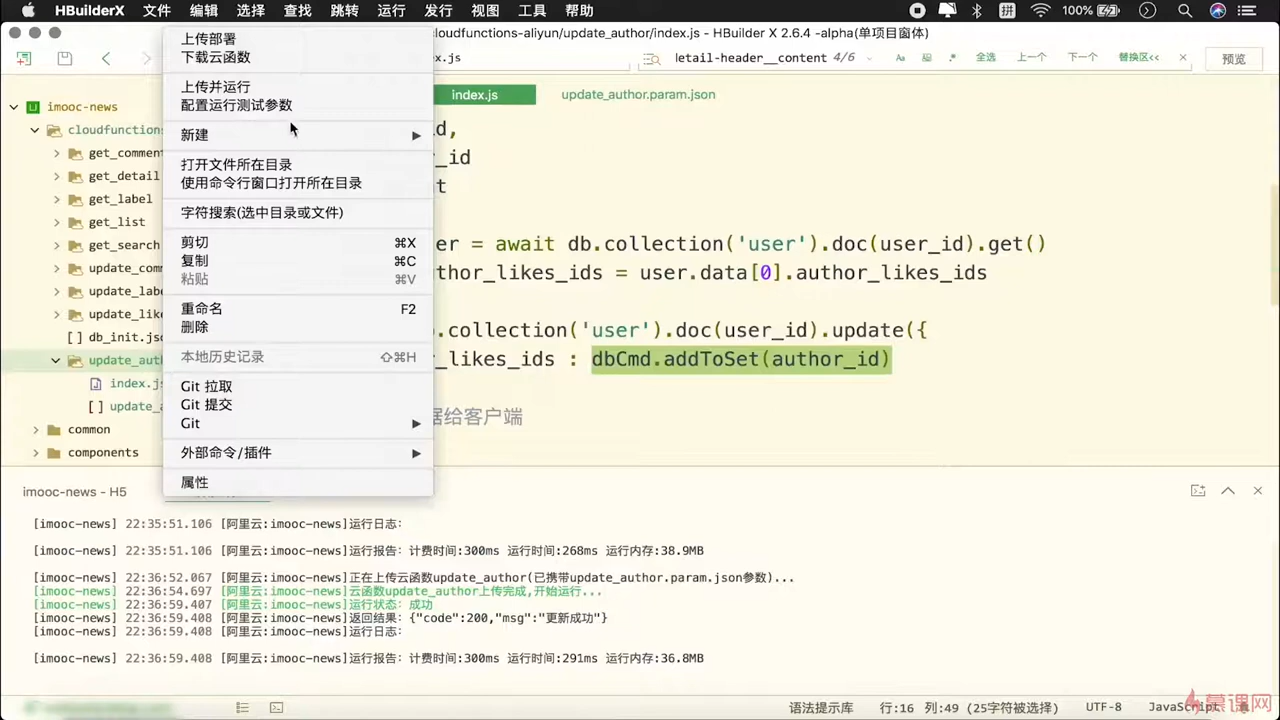 HBuilderX 文件 编辑 选择 查找 跳转 运行 发行 视图 工具 帮助 100%
cloudfunctions-aliyun/update_author/index.js - HBuilder X 2.6.4 -alpha(单项目窗体)
.js
letail-header__content 4/6 Aa .* 全选 上一个 下一个 替换区<< 预览
index.js
update_author.param.json
imooc-news
cloudfunctions
get_comment
get_detail
get_label
get_list
get_search
update_com
update_lab
update_lik
db_init.jso
update_auth
index.js
update_a
common
components
上传部署
下载云函数
上传并运行
配置运行测试参数
新建
打开文件所在目录
使用命令行窗口打开所在目录
字符搜索(选中目录或文件)
剪切 ⌘X
复制 ⌘C
粘贴 ⌘V
重命名 F2
删除
本地历史记录 ⇧⌘H
Git 拉取
Git 提交
Git
外部命令/插件
属性
d,
r_id
t
er = await db.collection('user').doc(user_id).get()
thor_likes_ids = user.data[0].author_likes_ids
.collection('user').doc(user_id).update({
r_likes_ids : dbCmd.addToSet(author_id)
据给客户端
imooc-news - H5
[imooc-news] 22:35:51.106 [阿里云:imooc-news]运行日志:
[imooc-news] 22:35:51.106 [阿里云:imooc-news]运行报告: 计费时间:300ms 运行时间:268ms 运行内存:38.9MB
[imooc-news] 22:36:52.067 [阿里云:imooc-news]正在上传云函数update_author(已携带update_author.param.json参数)...
[imooc-news] 22:36:54.697 [阿里云:imooc-news]云函数update_author上传完成,开始运行...
[imooc-news] 22:36:59.407 [阿里云:imooc-news]运行状态: 成功
[imooc-news] 22:36:59.408 [阿里云:imooc-news]返回结果: {"code":200,"msg":"更新成功"}
[imooc-news] 22:36:59.408 [阿里云:imooc-news]运行日志:
[imooc-news] 22:36:59.408 [阿里云:imooc-news]运行报告: 计费时间:300ms 运行时间:291ms 运行内存:36.8MB
语法提示库 行:16 列:49 (25字符被选择) UTF-8 JavaScript
慕课网